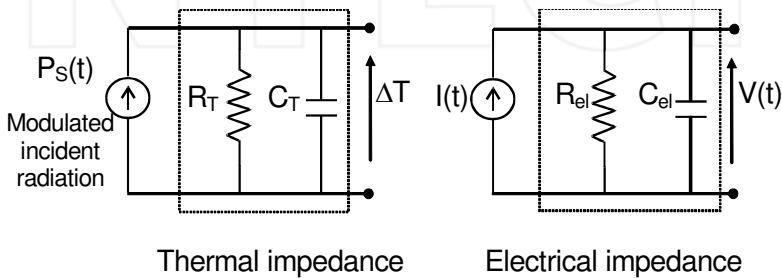 P_S(t)
Modulated
incident
radiation
R_T
C_T
ΔT
Thermal impedance
I(t)
R_el
C_el
V(t)
Electrical impedance